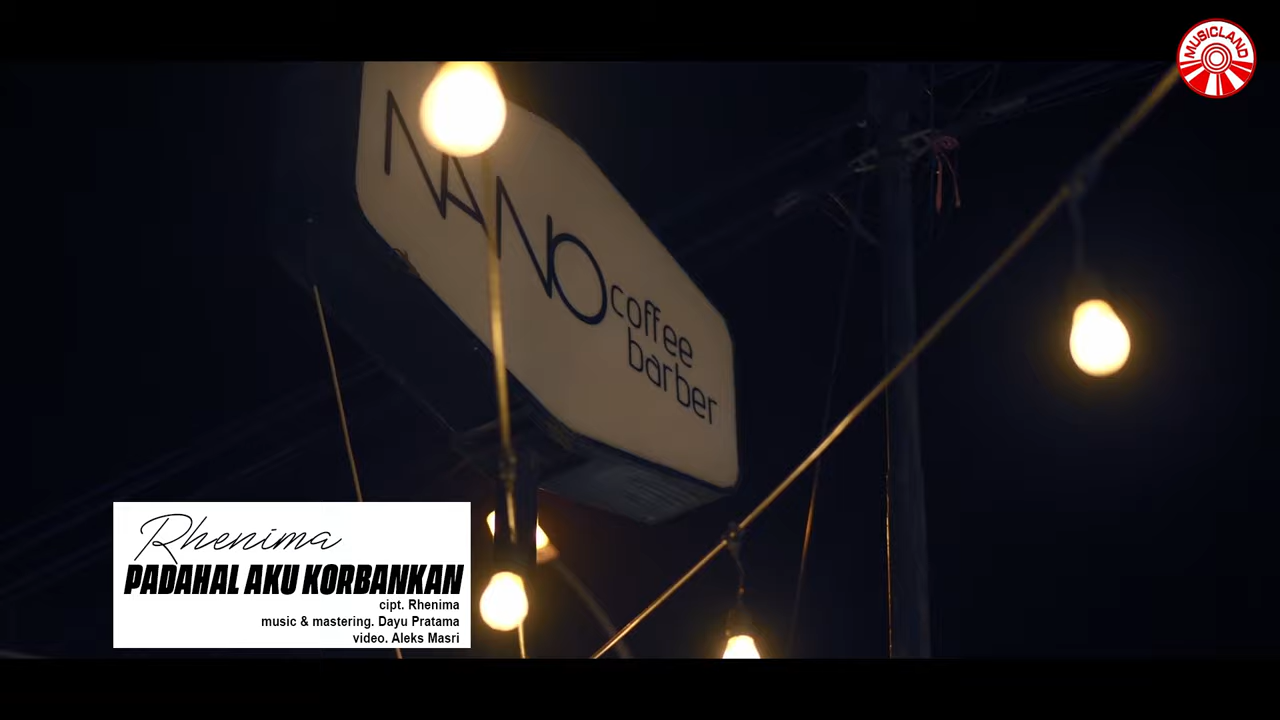 MUSICLAND
NANO coffee
barber
Rhenima
PADAHAL AKU KORBANKAN
cipt. Rhenima
music & mastering. Dayu Pratama
video. Aleks Masri